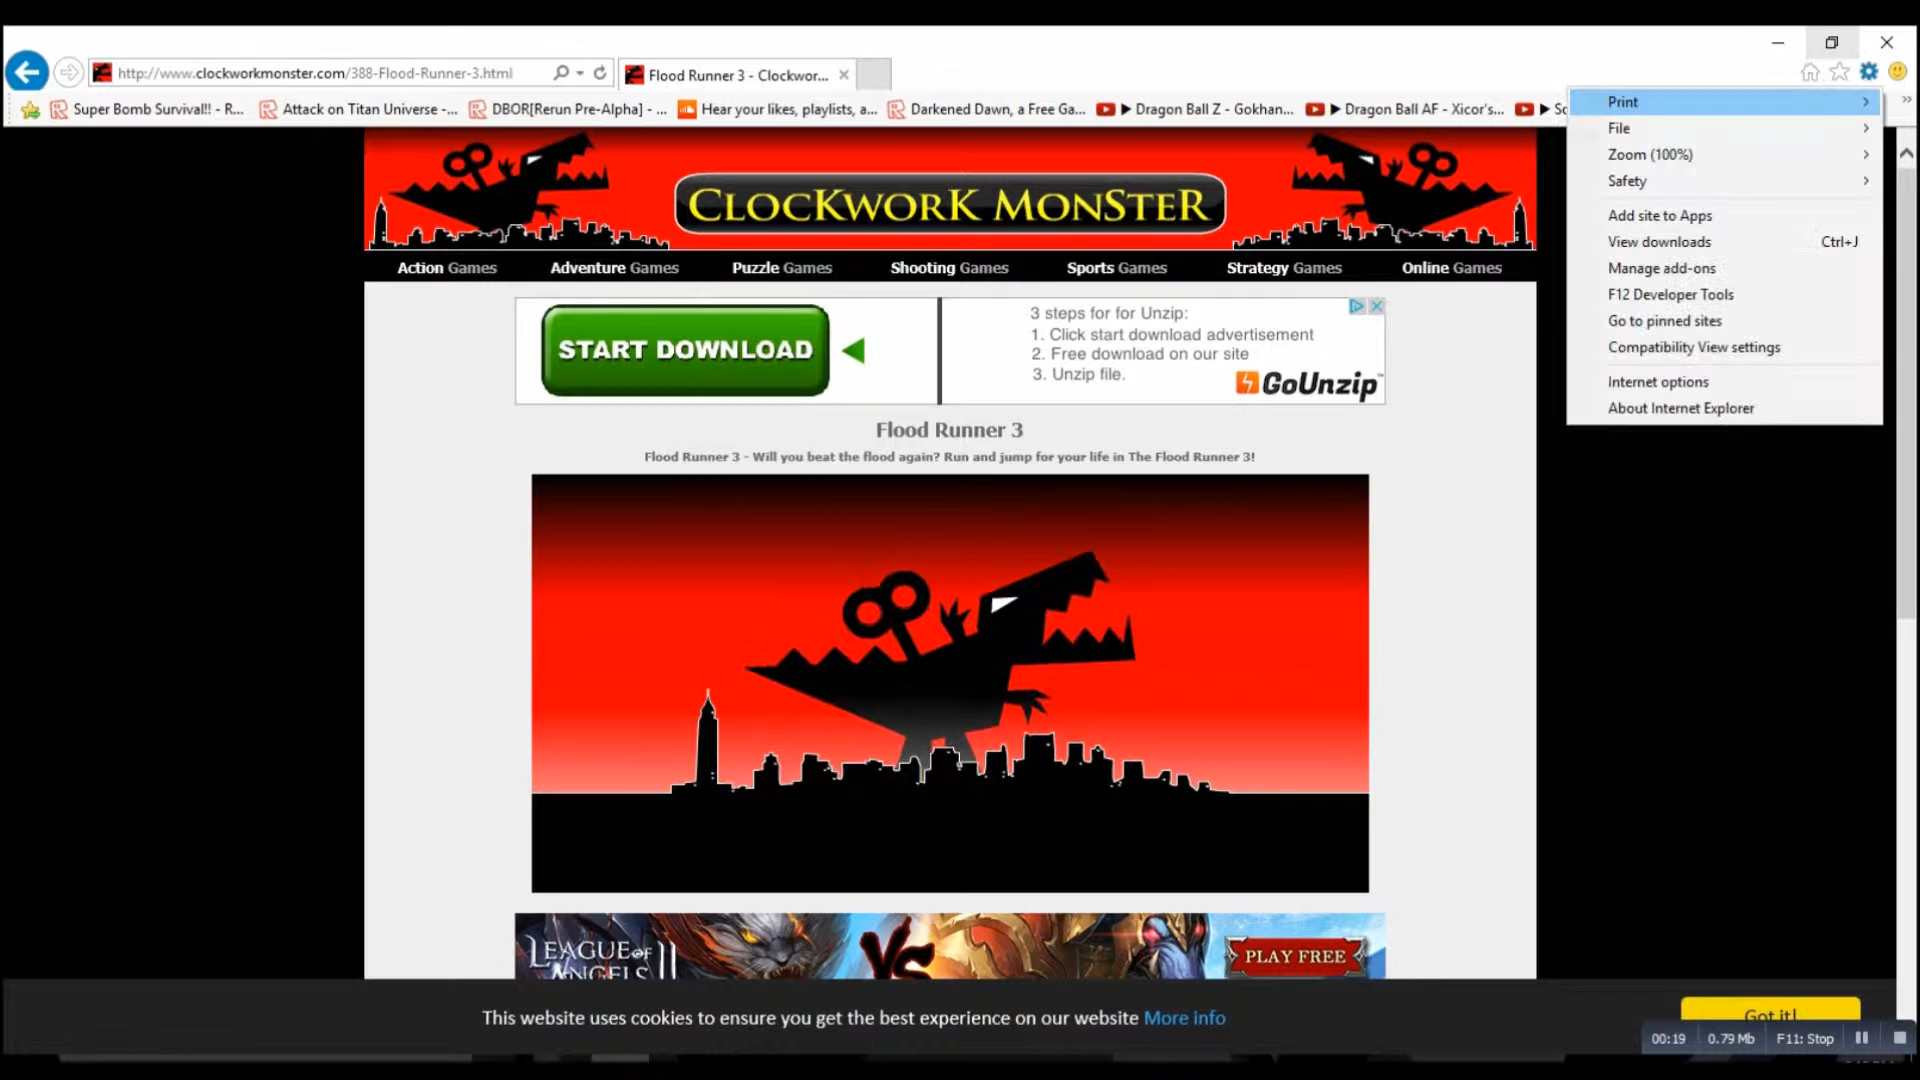 http://www.clockworkmonster.com/388-Flood-Runner-3.html
Flood Runner 3 - Clockwor...
Super Bomb Survival!! - R...
Attack on Titan Universe -...
DBOR[Rerun Pre-Alpha] - ...
Hear your likes, playlists, a...
Darkened Dawn, a Free Ga...
▶ Dragon Ball Z - Gokhan...
▶ Dragon Ball AF - Xicor's...
Print
File
Zoom (100%)
Safety
Add site to Apps
View downloads Ctrl+J
Manage add-ons
F12 Developer Tools
Go to pinned sites
Compatibility View settings
Internet options
About Internet Explorer
CLOCKWORK MONSTER
Action Games
Adventure Games
Puzzle Games
Shooting Games
Sports Games
Strategy Games
Online Games
START DOWNLOAD
3 steps for for Unzip:
1. Click start download advertisement
2. Free download on our site
3. Unzip file.
GoUnzip
Flood Runner 3
Flood Runner 3 - Will you beat the flood again? Run and jump for your life in The Flood Runner 3!
LEAGUE OF
ANGELS II
VS
PLAY FREE
This website uses cookies to ensure you get the best experience on our website More info
Got it!
00:19 0.79 Mb F11: Stop